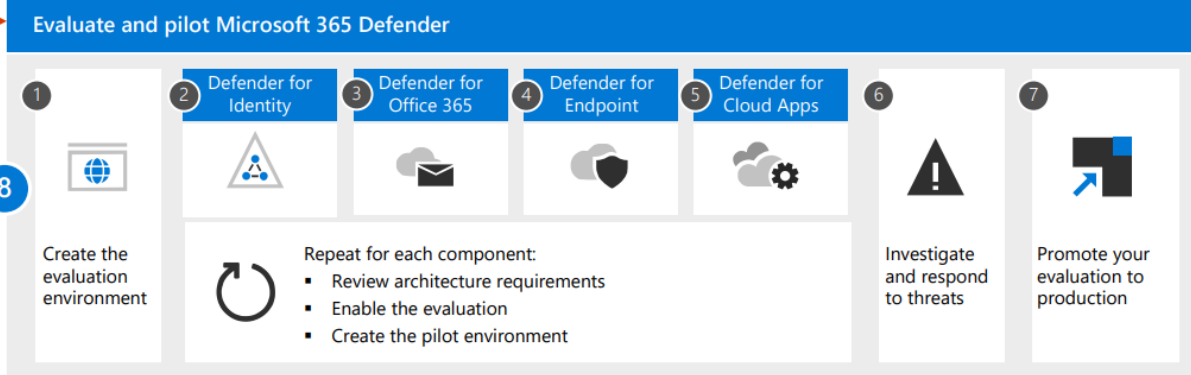 Evaluate and pilot Microsoft 365 Defender
8
1
Create the
evaluation
environment
2
Defender for
Identity
3
Defender for
Office 365
4
Defender for
Endpoint
5
Defender for
Cloud Apps
Repeat for each component:
▪ Review architecture requirements
▪ Enable the evaluation
▪ Create the pilot environment
6
Investigate
and respond
to threats
7
Promote your
evaluation to
production